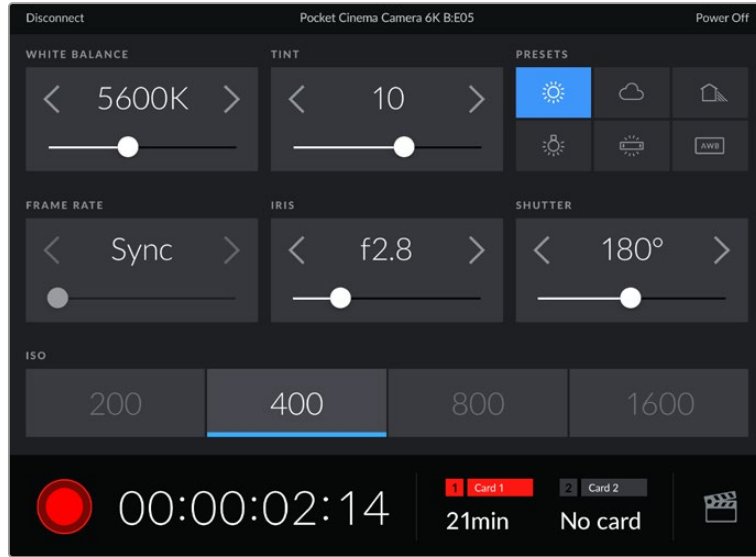 Disconnect Pocket Cinema Camera 6K B:E05 Power Off
WHITE BALANCE TINT PRESETS
5600K 10
AWB
FRAME RATE IRIS SHUTTER
Sync f2.8 180°
ISO
200 400 800 1600
00:00:02:14
1 Card 1 2 Card 2
21min No card